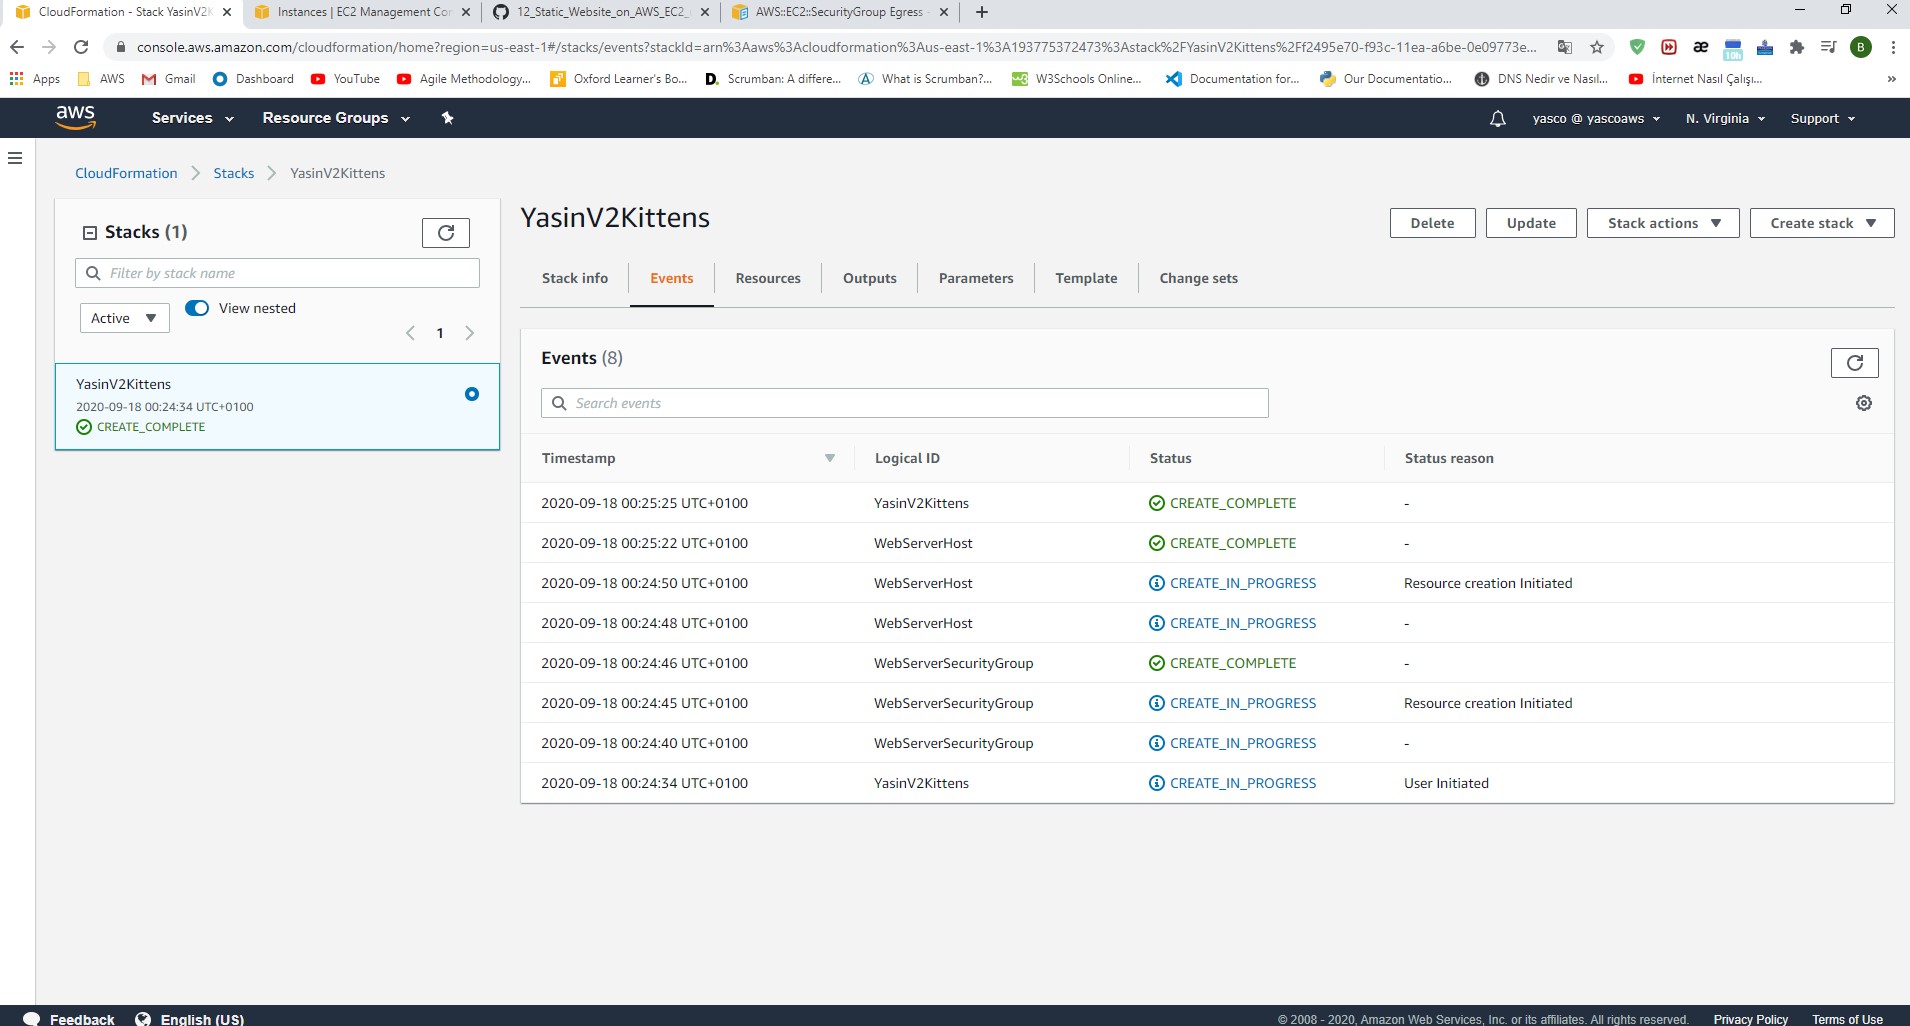 CloudFormation - Stack YasinV2K
Instances | EC2 Management Con
12_Static_Website_on_AWS_EC2_
AWS::EC2::SecurityGroup Egress -
console.aws.amazon.com/cloudformation/home?region=us-east-1#/stacks/events?stackId=arn%3Aaws%3Acloudformation%3Aus-east-1%3A193775372473%3Astack%2FYasinV2Kittens%2Ff2495e70-f93c-11ea-a6be-0e09773e...
10h
B
Apps
AWS
Gmail
Dashboard
YouTube
Agile Methodology...
Oxford Learner's Bo...
Scrumban: A differe...
What is Scrumban?...
W3Schools Online...
Documentation for...
Our Documentatio...
DNS Nedir ve Nasıl...
İnternet Nasıl Çalışı...
aws
Services
Resource Groups
yasco @ yascoaws
N. Virginia
Support
CloudFormation
Stacks
YasinV2Kittens
Stacks (1)
Filter by stack name
Active
View nested
1
YasinV2Kittens
2020-09-18 00:24:34 UTC+0100
CREATE_COMPLETE
YasinV2Kittens
Delete
Update
Stack actions
Create stack
Stack info
Events
Resources
Outputs
Parameters
Template
Change sets
Events (8)
Search events
Timestamp Logical ID Status Status reason
2020-09-18 00:25:25 UTC+0100 YasinV2Kittens CREATE_COMPLETE -
2020-09-18 00:25:22 UTC+0100 WebServerHost CREATE_COMPLETE -
2020-09-18 00:24:50 UTC+0100 WebServerHost CREATE_IN_PROGRESS Resource creation Initiated
2020-09-18 00:24:48 UTC+0100 WebServerHost CREATE_IN_PROGRESS -
2020-09-18 00:24:46 UTC+0100 WebServerSecurityGroup CREATE_COMPLETE -
2020-09-18 00:24:45 UTC+0100 WebServerSecurityGroup CREATE_IN_PROGRESS Resource creation Initiated
2020-09-18 00:24:40 UTC+0100 WebServerSecurityGroup CREATE_IN_PROGRESS -
2020-09-18 00:24:34 UTC+0100 YasinV2Kittens CREATE_IN_PROGRESS User Initiated
Feedback
English (US)
© 2008 - 2020, Amazon Web Services, Inc. or its affiliates. All rights reserved.
Privacy Policy
Terms of Use